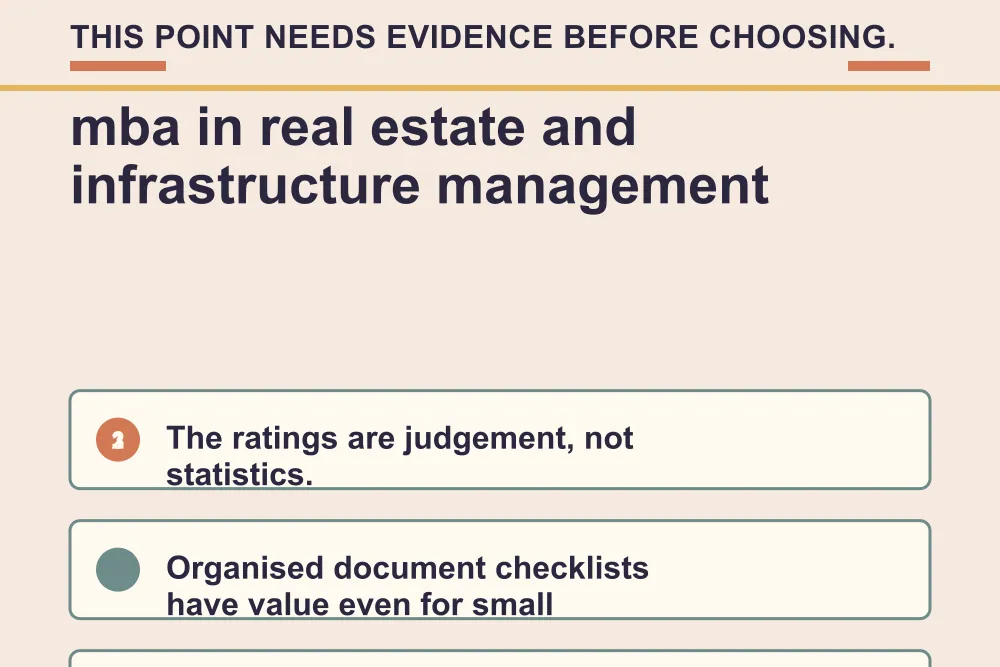 THIS POINT NEEDS EVIDENCE BEFORE CHOOSING.
mba in real estate and
infrastructure management
The ratings are judgement, not
statistics.
Organised document checklists
have value even for small